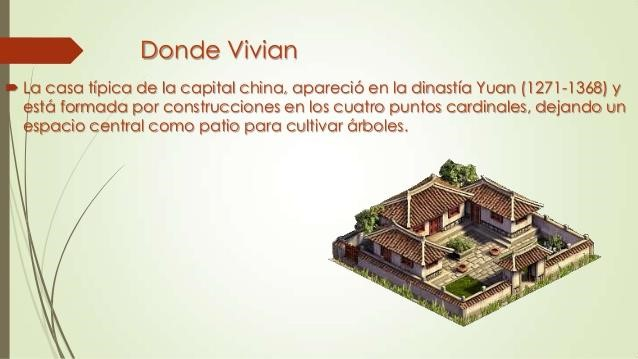 Donde Vivian
La casa típica de la capital china, apareció en la dinastía Yuan (1271-1368) y
está formada por construcciones en los cuatro puntos cardinales, dejando un
espacio central como patio para cultivar árboles.